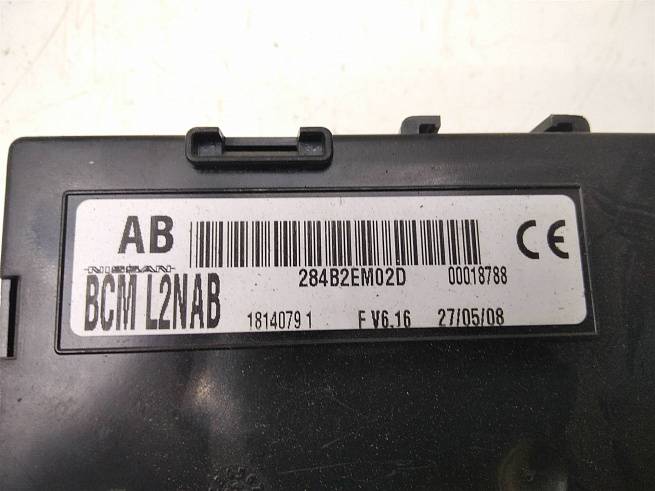 AB
CE
NISSAN
284B2EM02D 00018788
BCM L2NAB
1814079 1 F V6.16 27/05/08